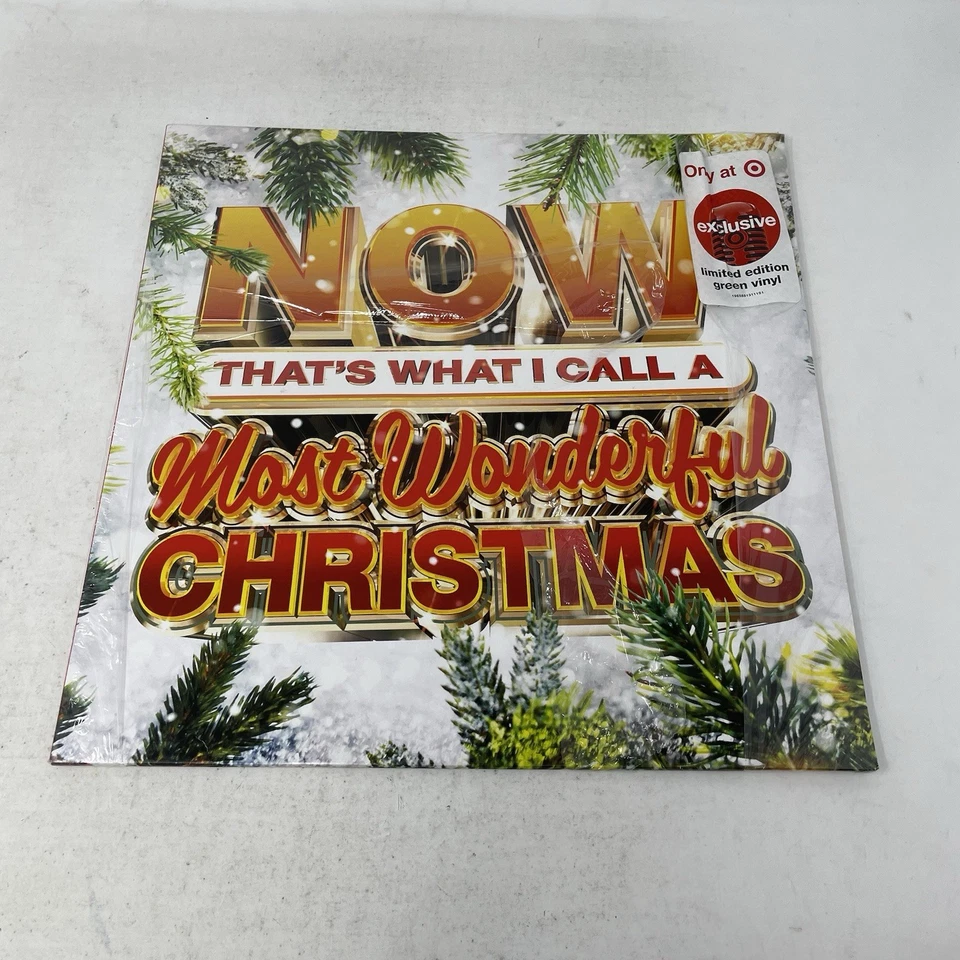 Only at
exclusive
limited edition
green vinyl
NOW
THAT'S WHAT I CALL A
Most Wonderful
CHRISTMAS